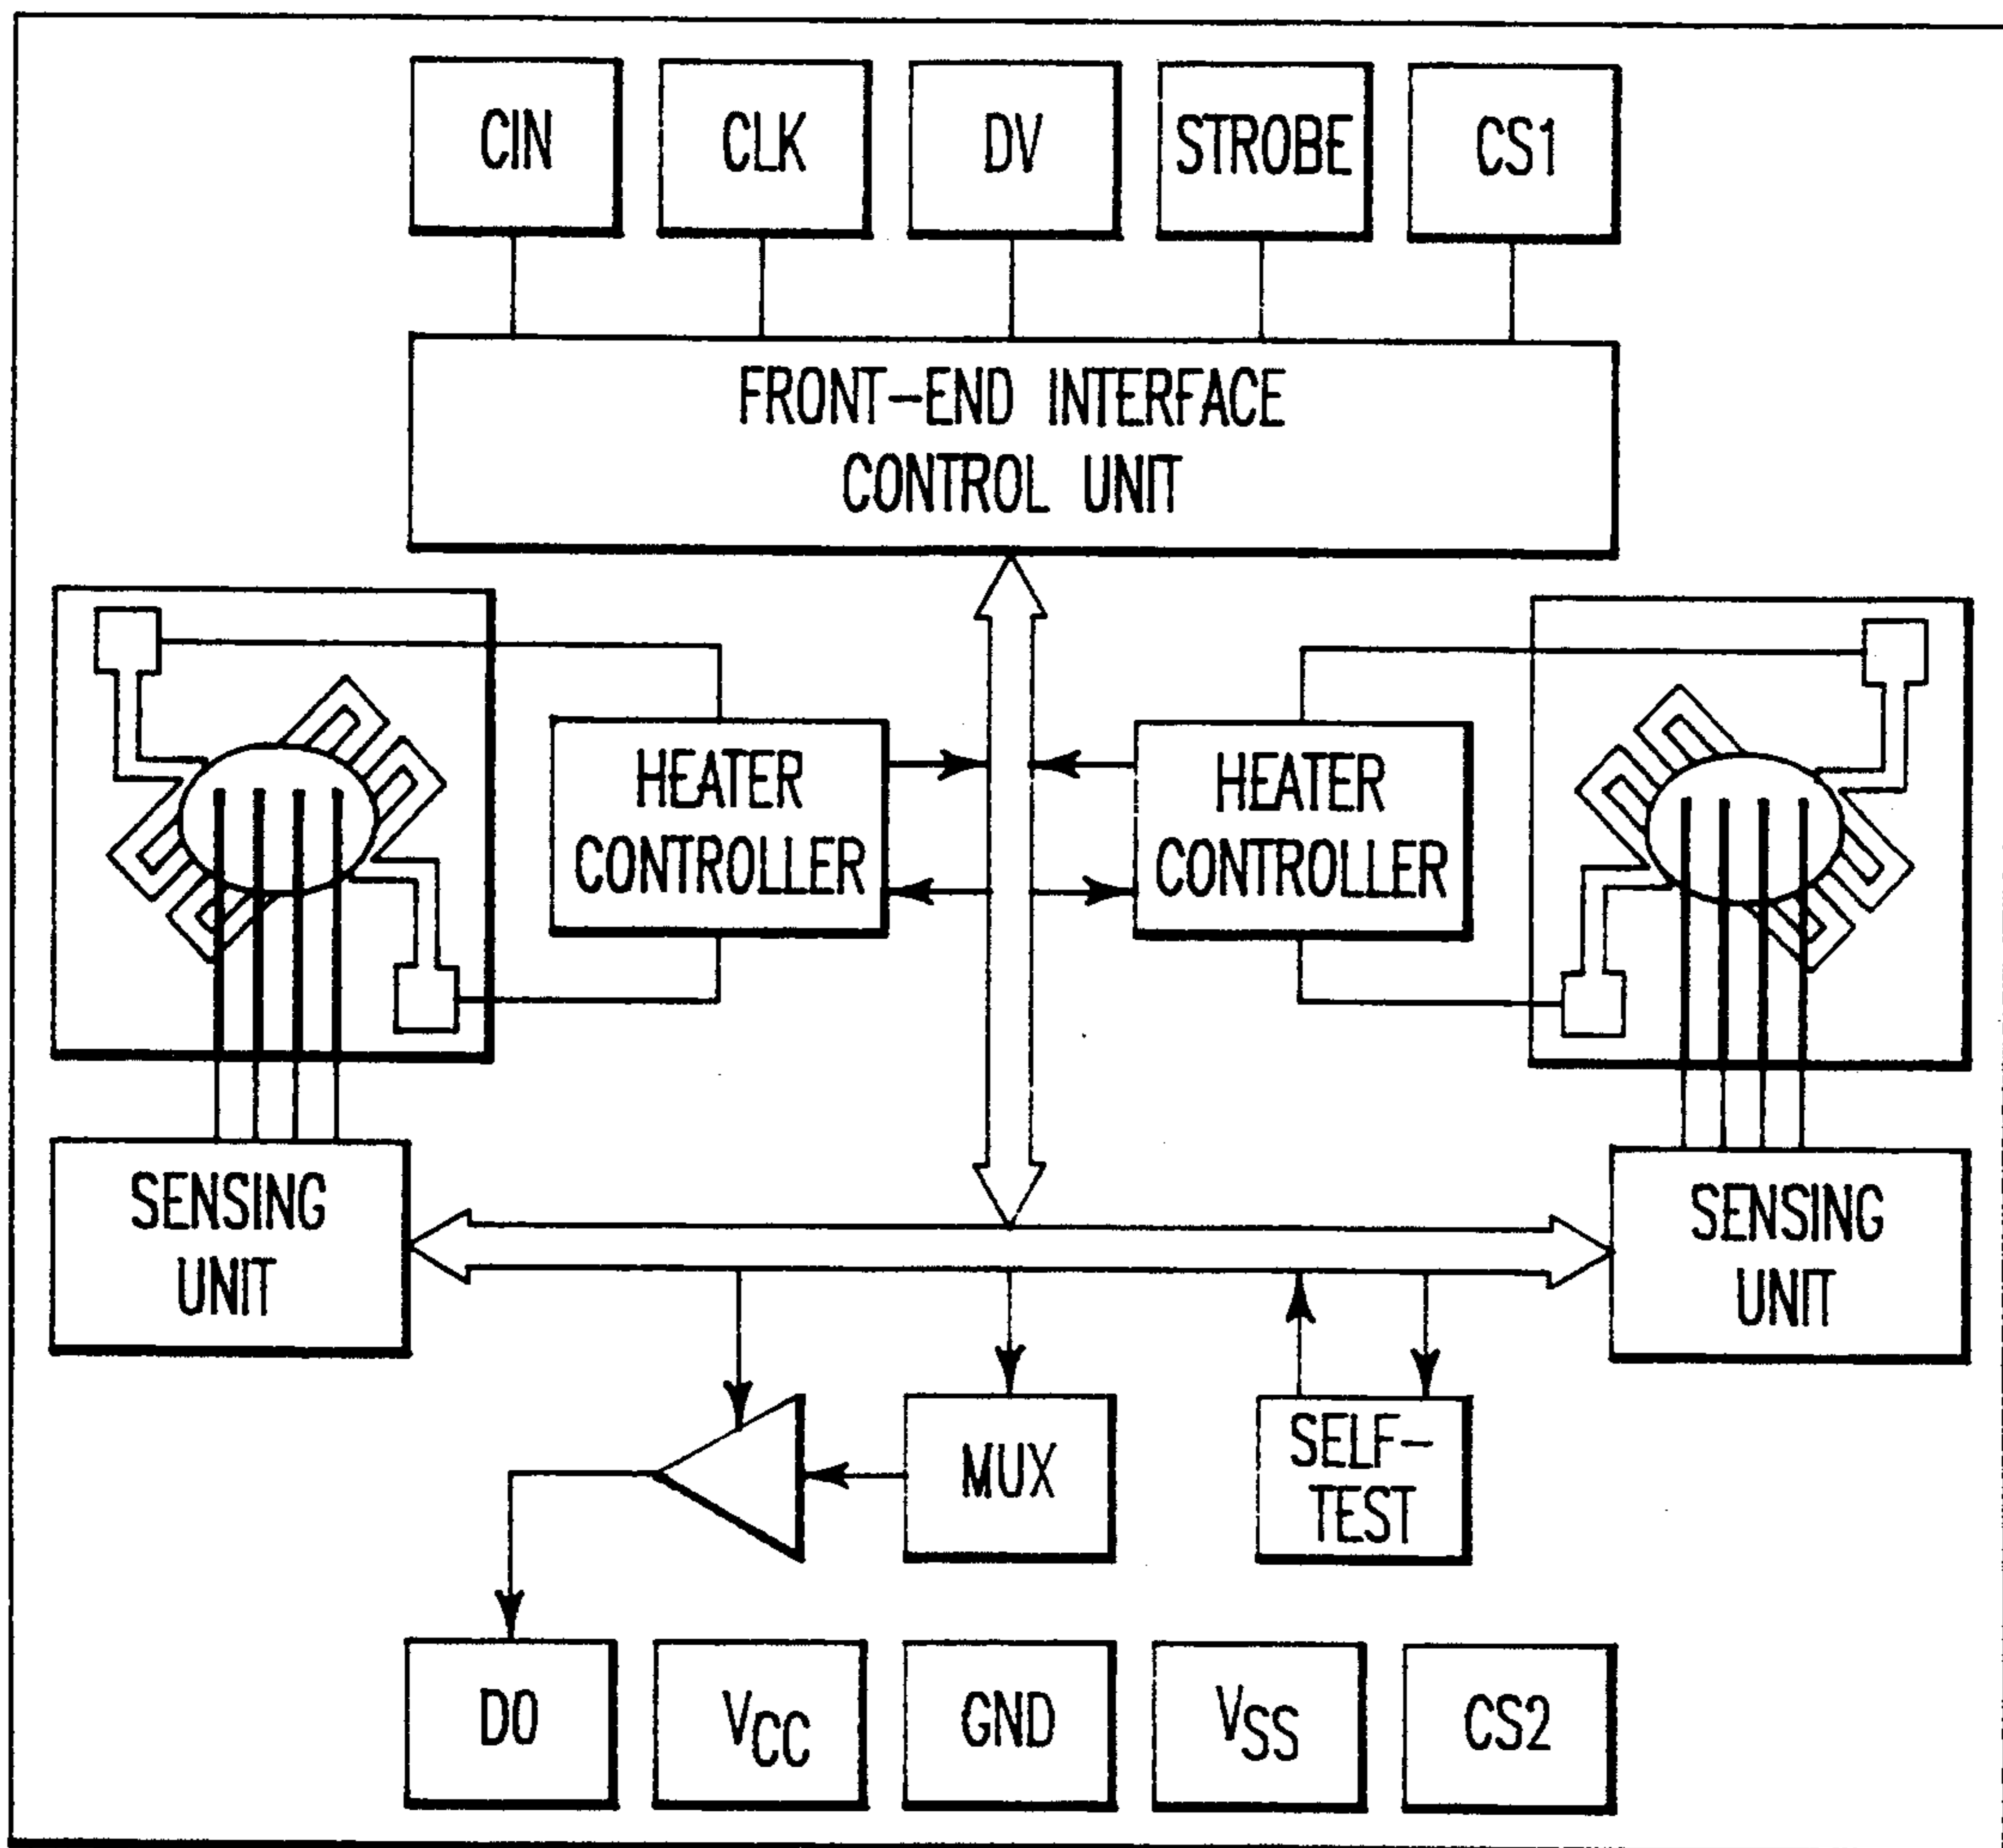 CIN
CLK
DV
STROBE
CS1
FRONT-END INTERFACE
CONTROL UNIT
HEATER
CONTROLLER
HEATER
CONTROLLER
SENSING
UNIT
SENSING
UNIT
MUX
SELF-
TEST
DO
VCC
GND
VSS
CS2